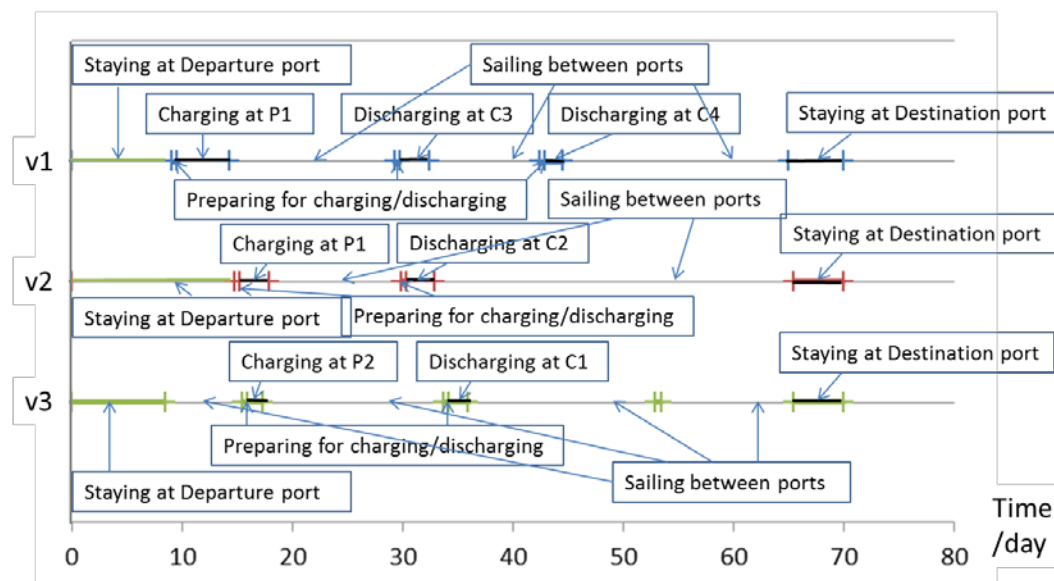 Staying at Departure port
Sailing between ports
Charging at P1
Discharging at C3
Discharging at C4
Staying at Destination port
v1
Preparing for charging/discharging
Sailing between ports
Charging at P1
Discharging at C2
Staying at Destination port
v2
Staying at Departure port
Preparing for charging/discharging
Charging at P2
Discharging at C1
Staying at Destination port
v3
Preparing for charging/discharging
Sailing between ports
Staying at Departure port
Time
/day
0 10 20 30 40 50 60 70 80